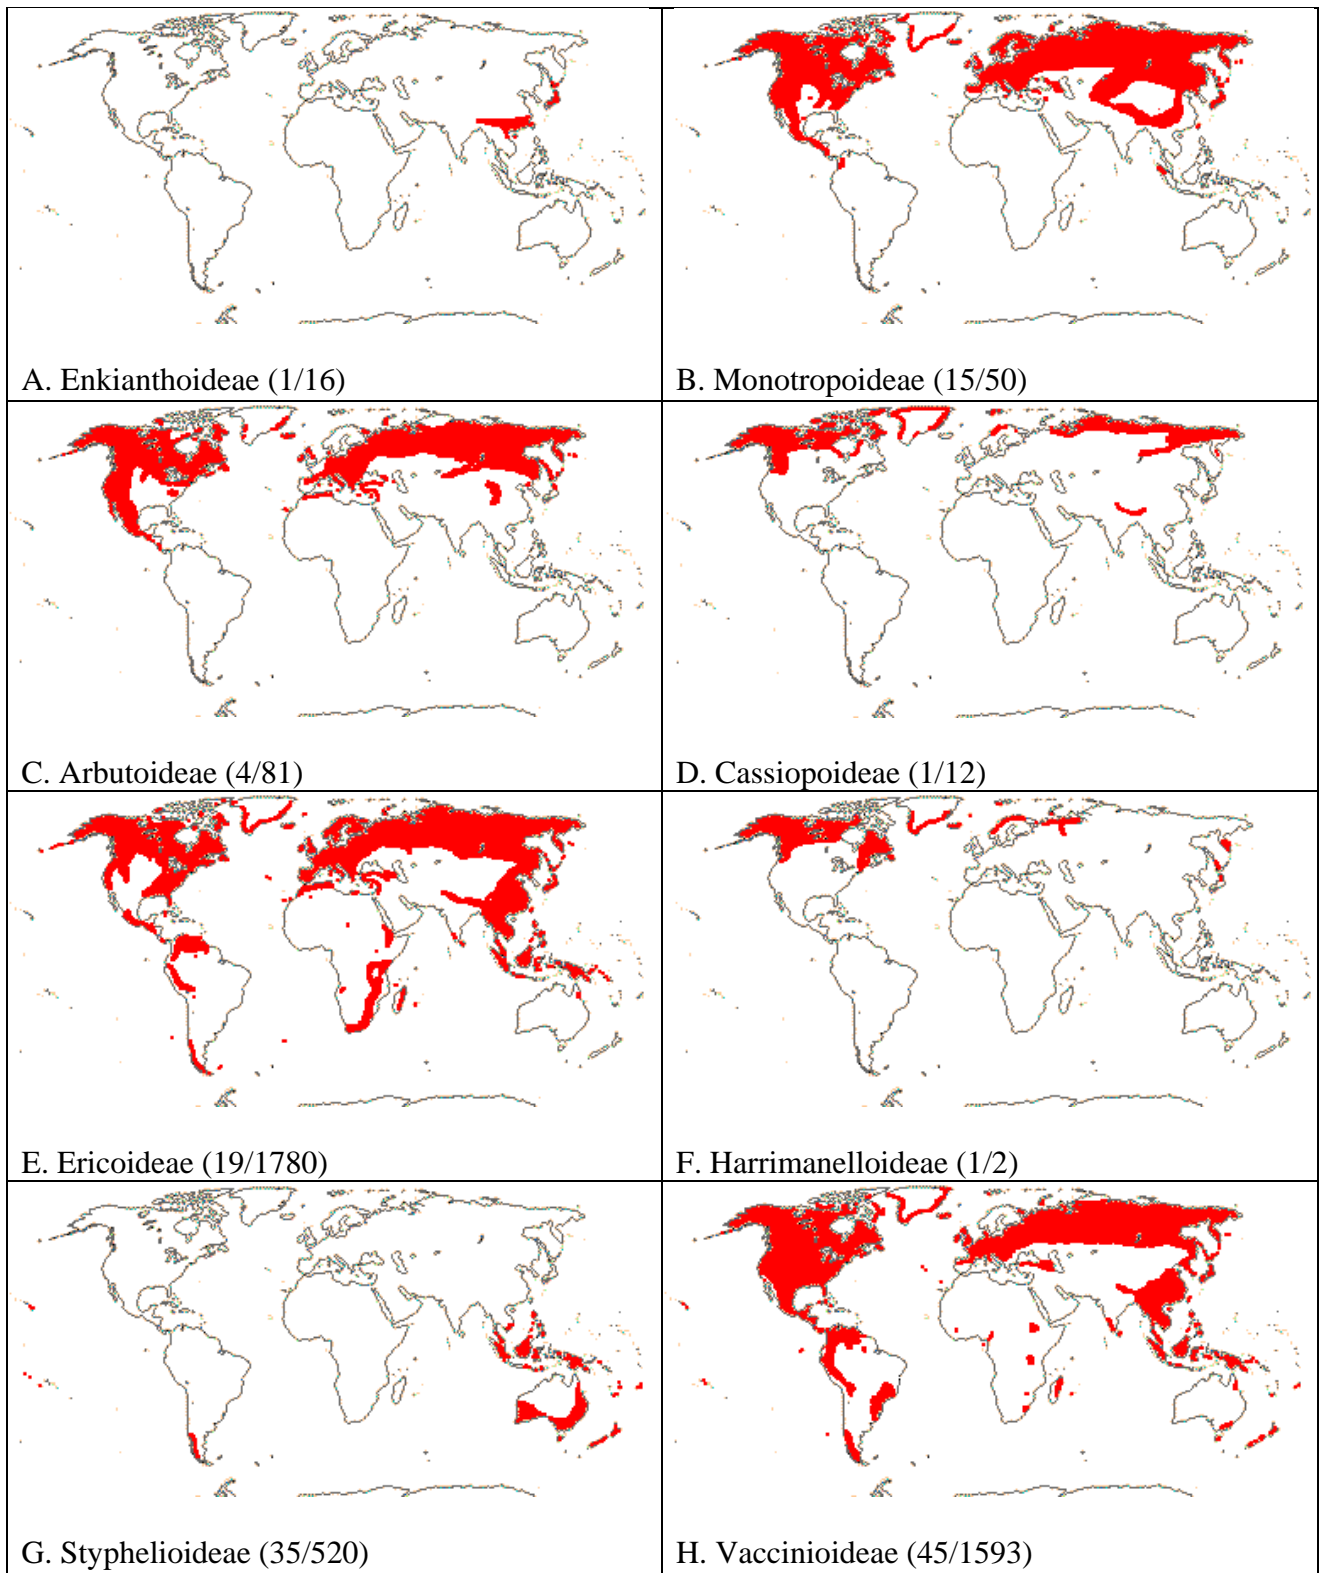 A. Enkianthoideae (1/16)
B. Monotropoideae (15/50)
C. Arbutoideae (4/81)
D. Cassiopoideae (1/12)
E. Ericoideae (19/1780)
F. Harrimanelloideae (1/2)
G. Styphelioideae (35/520)
H. Vaccinioideae (45/1593)